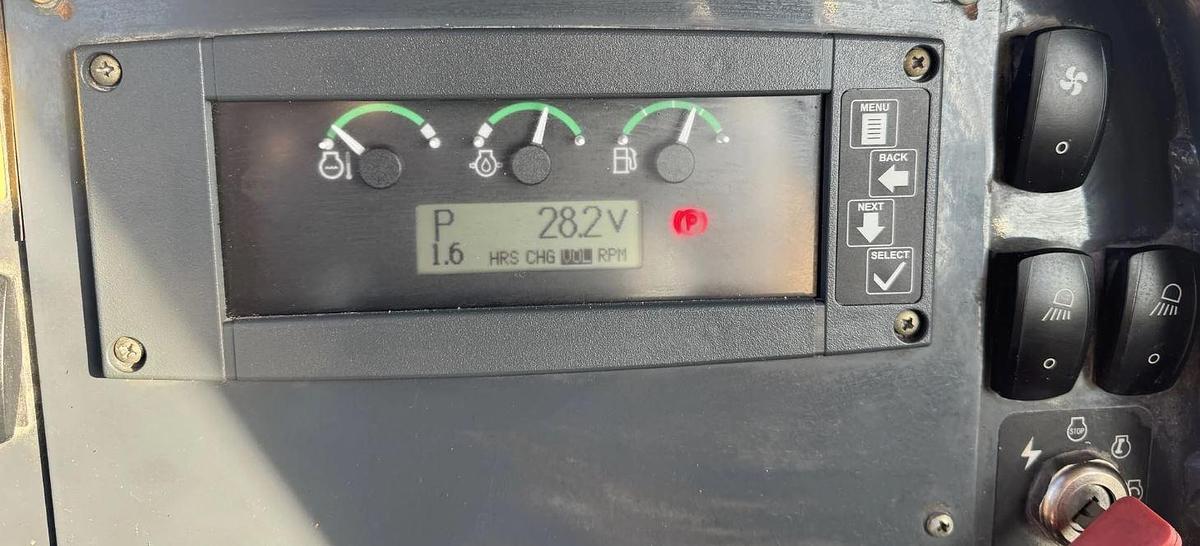 MENU
BACK
NEXT
SELECT
P 28.2V
1.6 HRS CHG VOL RPM
P
STOP